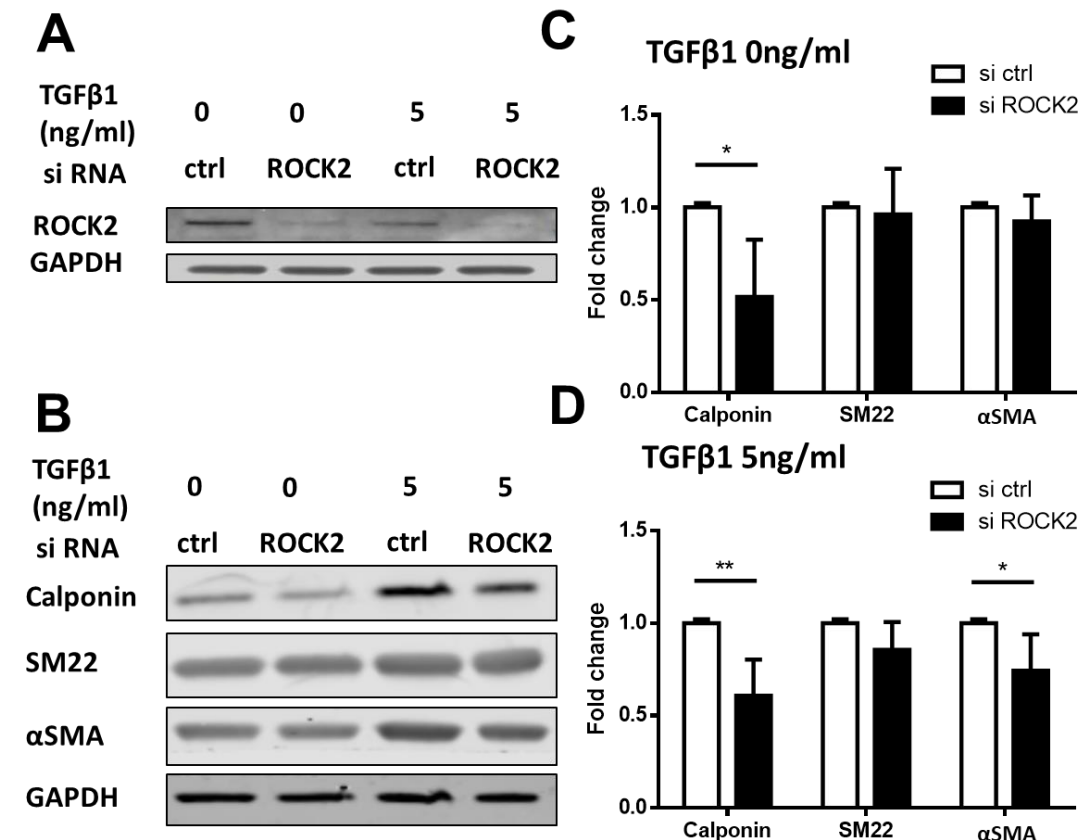 A
TGFβ1
(ng/ml)
0 0 5 5
si RNA
ctrl ROCK2 ctrl ROCK2
ROCK2
GAPDH
B
TGFβ1
(ng/ml)
0 0 5 5
si RNA
ctrl ROCK2 ctrl ROCK2
Calponin
SM22
αSMA
GAPDH
C
TGFβ1 0ng/ml
si ctrl
si ROCK2
Fold change
1.5
1.0
0.5
0.0
*
Calponin SM22 αSMA
D
TGFβ1 5ng/ml
si ctrl
si ROCK2
Fold change
1.5
1.0
0.5
0.0
** *
Calponin SM22 αSMA